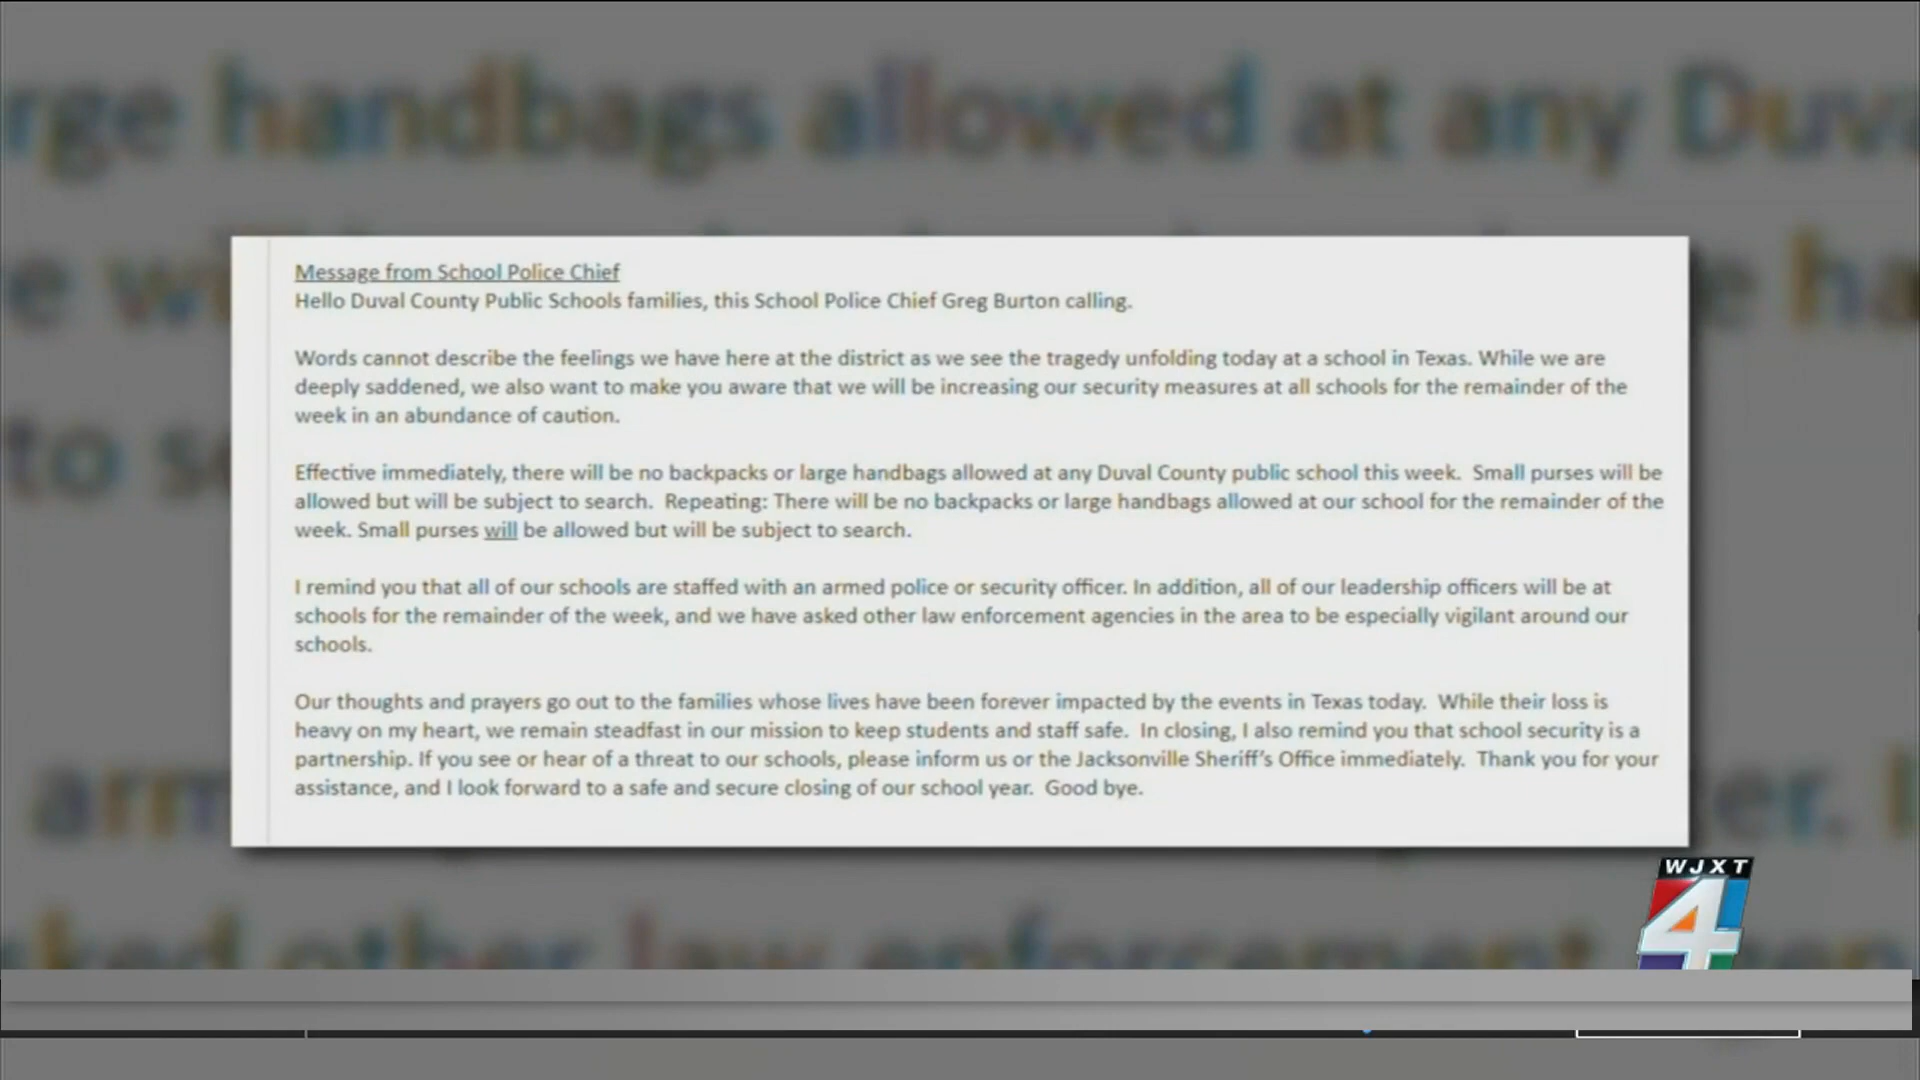 rge handbags allowed at any Duva
Message from School Police Chief
Hello Duval County Public Schools families, this School Police Chief Greg Burton calling.
Words cannot describe the feelings we have here at the district as we see the tragedy unfolding today at a school in Texas. While we are
deeply saddened, we also want to make you aware that we will be increasing our security measures at all schools for the remainder of the
week in an abundance of caution.
Effective immediately, there will be no backpacks or large handbags allowed at any Duval County public school this week. Small purses will be
allowed but will be subject to search. Repeating: There will be no backpacks or large handbags allowed at our school for the remainder of the
week. Small purses will be allowed but will be subject to search.
I remind you that all of our schools are staffed with an armed police or security officer. In addition, all of our leadership officers will be at
schools for the remainder of the week, and we have asked other law enforcement agencies in the area to be especially vigilant around our
schools.
Our thoughts and prayers go out to the families whose lives have been forever impacted by the events in Texas today. While their loss is
heavy on my heart, we remain steadfast in our mission to keep students and staff safe. In closing, I also remind you that school security is a
partnership. If you see or hear of a threat to our schools, please inform us or the Jacksonville Sheriff's Office immediately. Thank you for your
assistance, and I look forward to a safe and secure closing of our school year. Good bye.
WJXT
4
ked other law enforcement